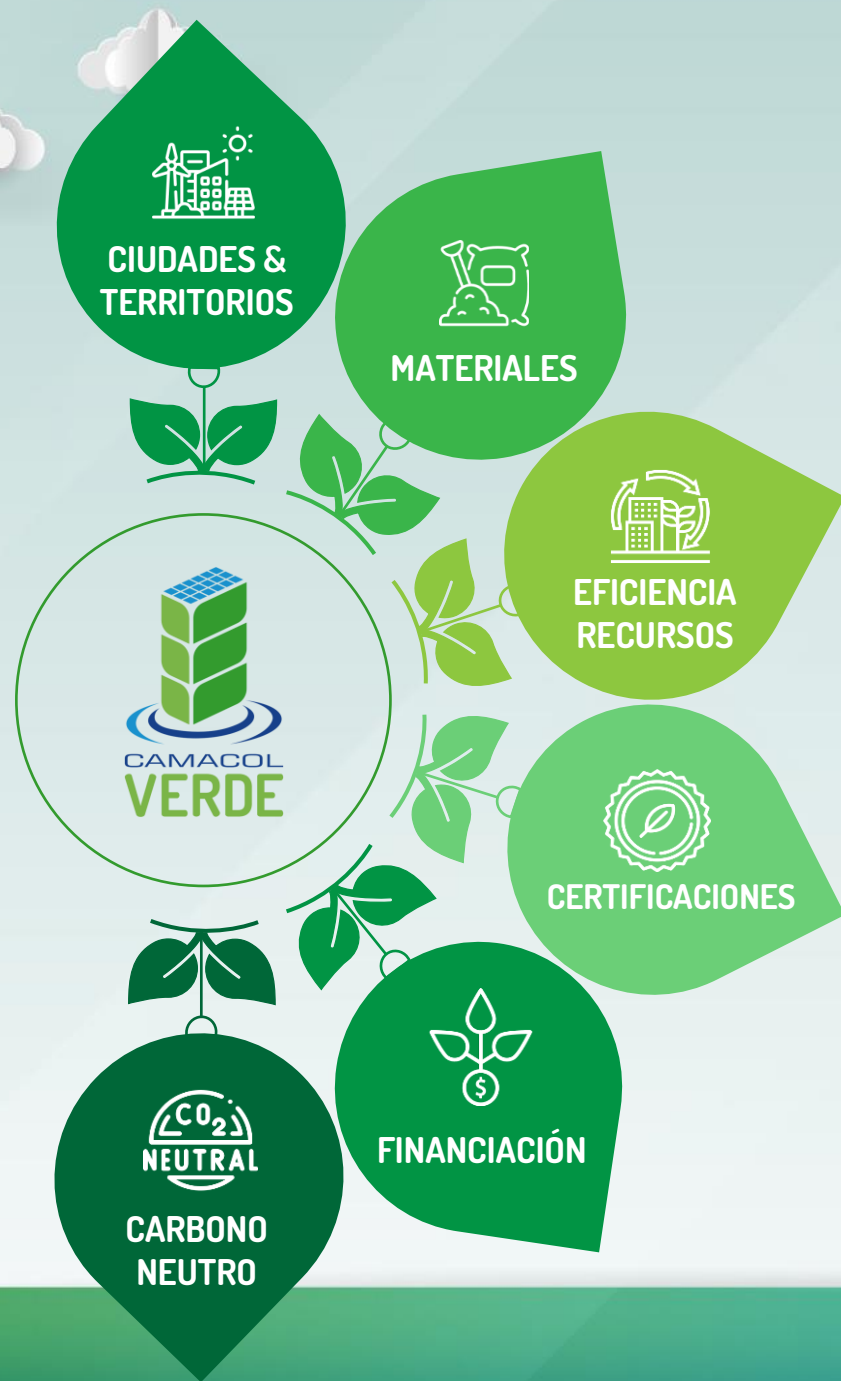 CIUDADES &
TERRITORIOS
MATERIALES
EFICIENCIA
RECURSOS
CAMACOL
VERDE
CERTIFICACIONES
$
FINANCIACIÓN
CO2
NEUTRAL
CARBONO
NEUTRO